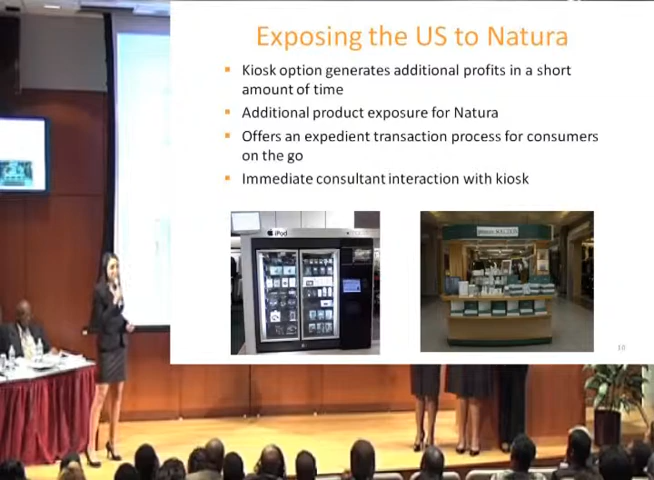 Exposing the US to Natura
Kiosk option generates additional profits in a short
amount of time
Additional product exposure for Natura
Offers an expedient transaction process for consumers
on the go
Immediate consultant interaction with kiosk
iPod
10